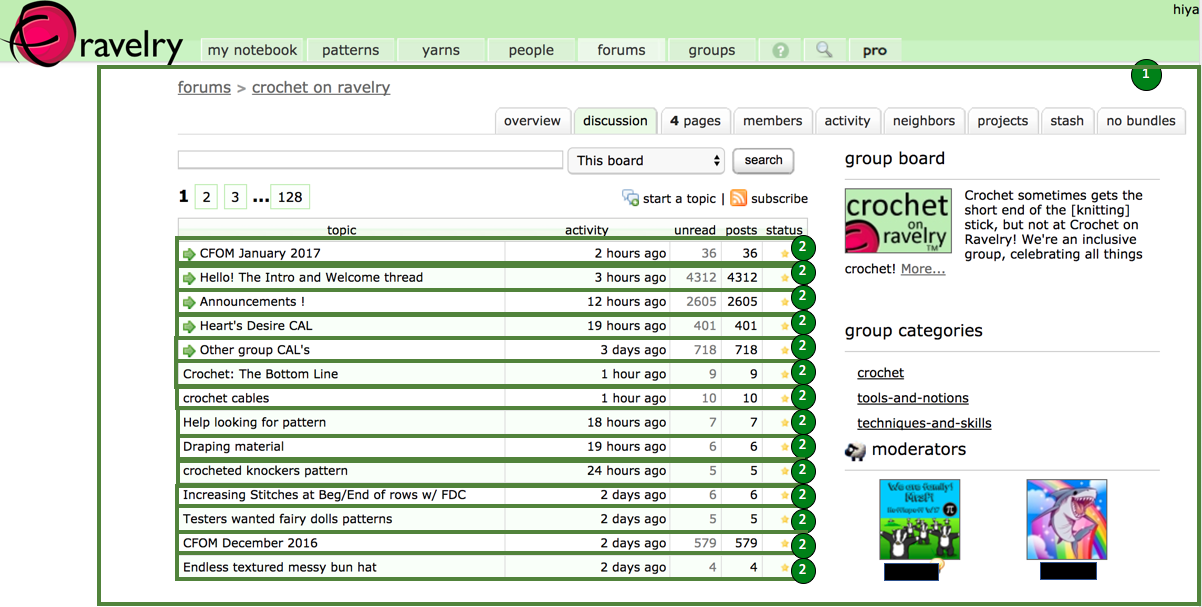 hiya
ravelry
my notebook patterns yarns people forums groups ? pro
1
forums > crochet on ravelry
overview discussion 4 pages members activity neighbors projects stash no bundles
This board search
1 2 3 ...128
start a topic | subscribe
topic activity unread posts status
CFOM January 2017 2 hours ago 36 36 2
Hello! The Intro and Welcome thread 3 hours ago 4312 4312 2
Announcements ! 12 hours ago 2605 2605 2
Heart's Desire CAL 19 hours ago 401 401 2
Other group CAL's 3 days ago 718 718 2
Crochet: The Bottom Line 1 hour ago 9 9 2
crochet cables 1 hour ago 10 10 2
Help looking for pattern 18 hours ago 7 7 2
Draping material 19 hours ago 6 6 2
crocheted knockers pattern 24 hours ago 5 5 2
Increasing Stitches at Beg/End of rows w/ FDC 2 days ago 6 6 2
Testers wanted fairy dolls patterns 2 days ago 5 5 2
CFOM December 2016 2 days ago 579 579 2
Endless textured messy bun hat 2 days ago 4 4 2
group board
crochet
on
ravelry
TM
Crochet sometimes gets the
short end of the [knitting]
stick, but not at Crochet on
Ravelry! We're an inclusive
group, celebrating all things
crochet! More...
group categories
crochet
tools-and-notions
techniques-and-skills
moderators
We are family!
π